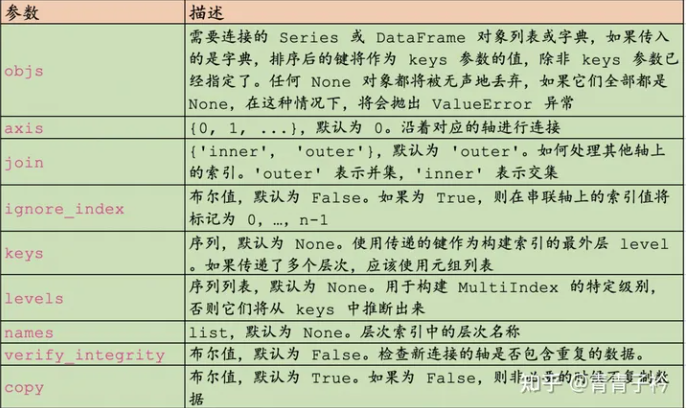 参数 描述
objs 需要连接的 Series 或 DataFrame 对象列表或字典，如果传入
的是字典，排序后的键将作为 keys 参数的值，除非 keys 参数已
经指定了。任何 None 对象都将被无声地丢弃，如果它们全部都是
None，在这种情况下，将会抛出 ValueError 异常
axis {0, 1, ...}，默认为 0。沿着对应的轴进行连接
join {'inner', 'outer'}，默认为 'outer'。如何处理其他轴上
的索引。'outer' 表示并集，'inner' 表示交集
ignore_index 布尔值，默认为 False。如果为 True，则在串联轴上的索引值将
标记为 0, …, n-1
keys 序列，默认为 None。使用传递的键作为构建索引的最外层 level
。如果传递了多个层次，应该使用元组列表
levels 序列列表，默认为 None。用于构建 MultiIndex 的特定级别，
否则它们将从 keys 中推断出来
names list，默认为 None。层次索引中的层次名称
verify_integrity 布尔值，默认为 False。检查新连接的轴是否包含重复的数据。
copy 布尔值，默认为 True。如果为 False，则非必要的时候不复制数
据
知乎 @青青子衿